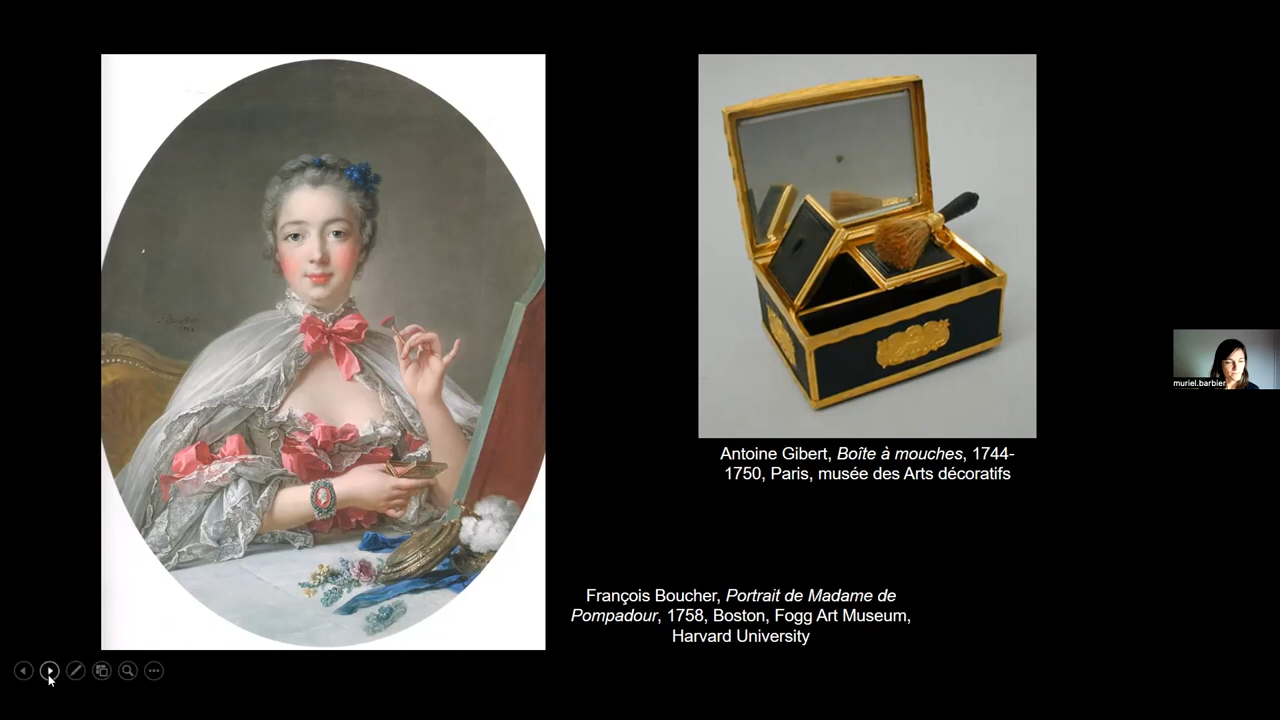 Antoine Gibert, Boîte à mouches, 1744-
1750, Paris, musée des Arts décoratifs
François Boucher, Portrait de Madame de
Pompadour, 1758, Boston, Fogg Art Museum,
Harvard University
muriel.barbier